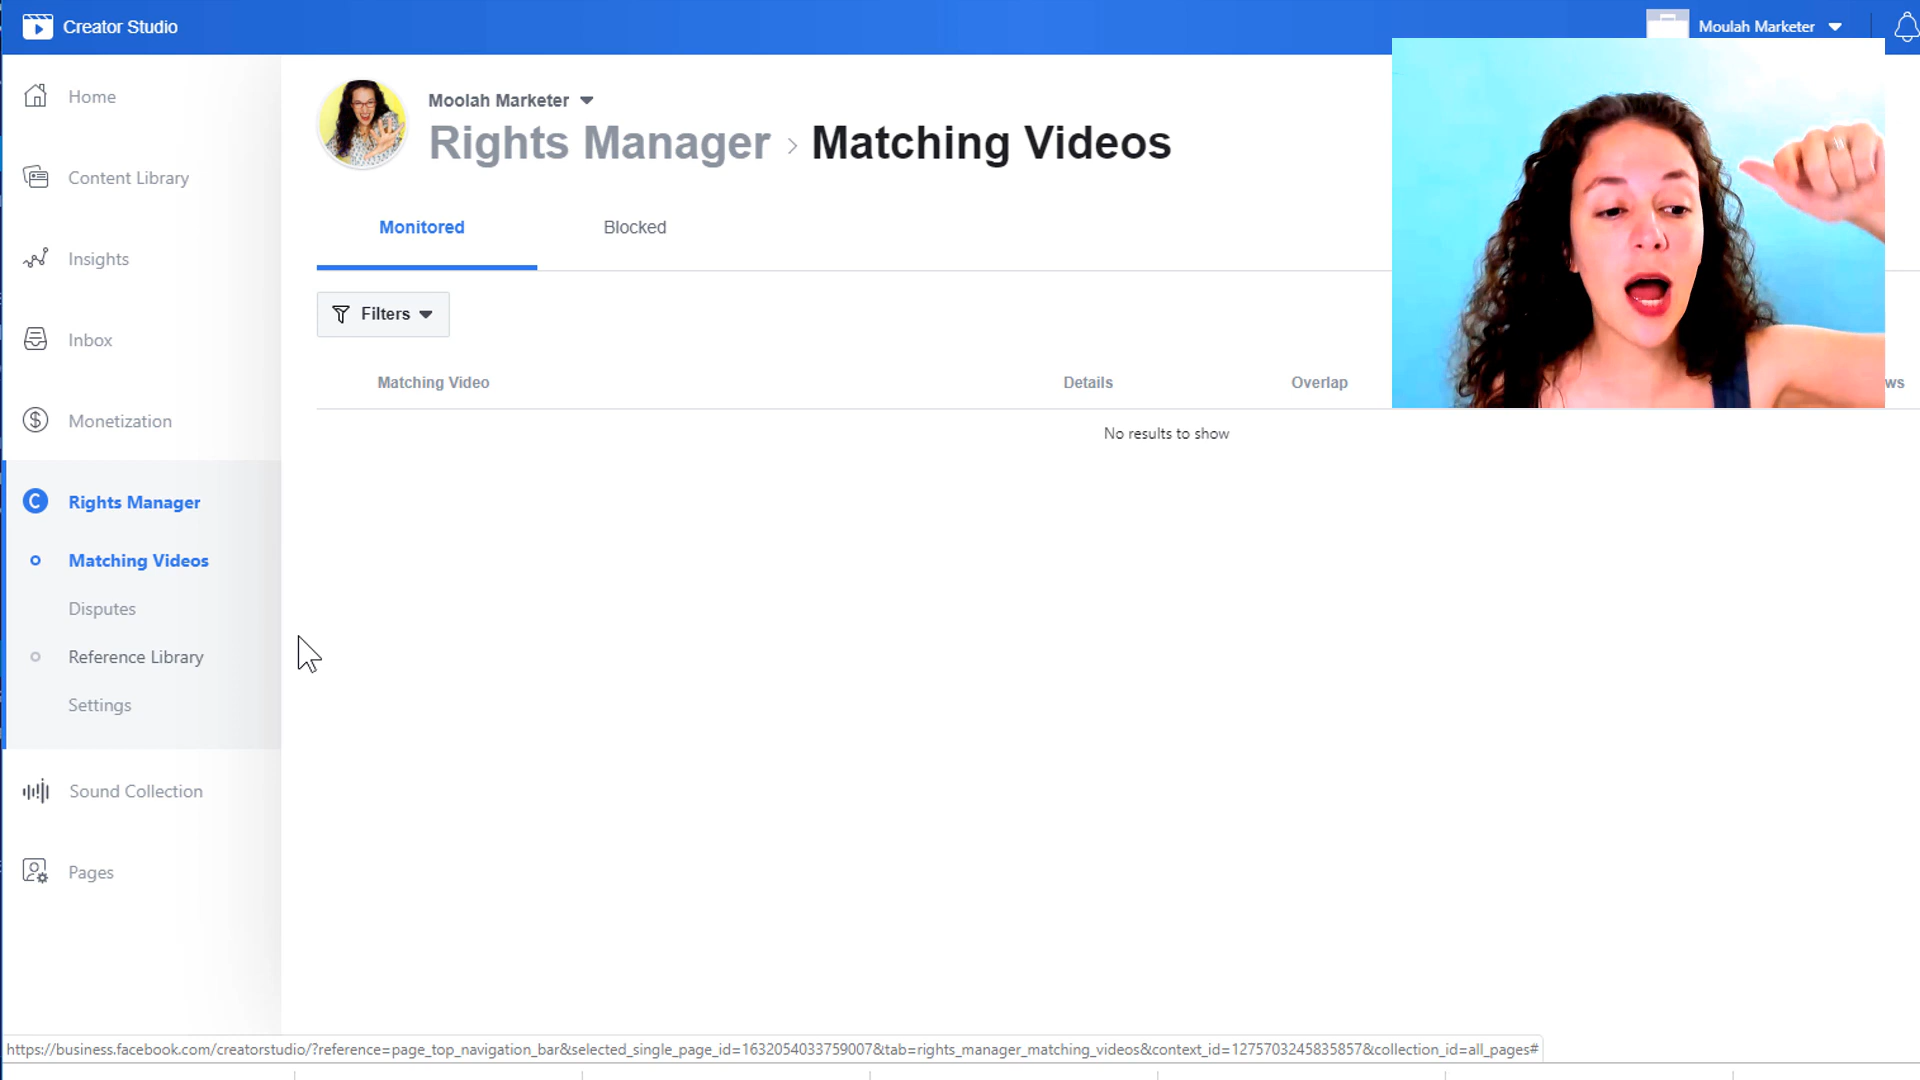 Creator Studio
Moulah Marketer
Home
Content Library
Insights
Inbox
Monetization
Rights Manager
Matching Videos
Disputes
Reference Library
Settings
Sound Collection
Pages
Moolah Marketer
Rights Manager > Matching Videos
Monitored Blocked
Filters
Matching Video Details Overlap ws
No results to show
https://business.facebook.com/creatorstudio/?reference=page_top_navigation_bar&selected_single_page_id=1632054033759007&tab=rights_manager_matching_videos&context_id=1275703245835857&collection_id=all_pages#